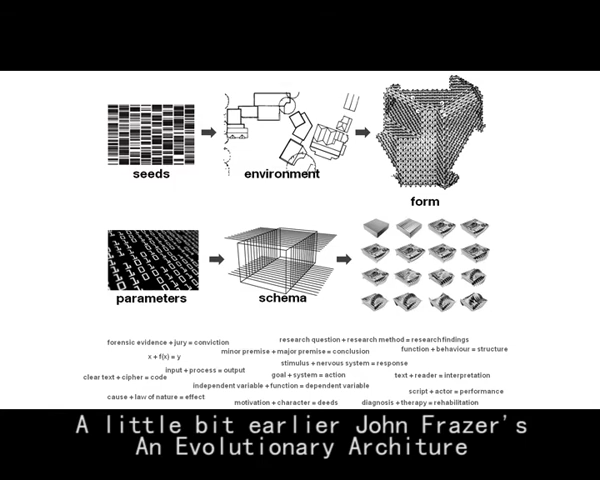 seeds
environment
form
parameters
schema
forensic evidence + jury = conviction
research question + research method = research findings
minor premise + major premise = conclusion
function + behaviour = structure
x + f(x) = y
stimulus + nervous system = response
input + process = output
goal + system = action
text + reader = interpretation
clear text + cipher = code
independent variable + function = dependent variable
script + actor = performance
cause + law of nature = effect
motivation + character = deeds
diagnosis + therapy = rehabilitation
A little bit earlier John Frazer's
An Evolutionary Architure